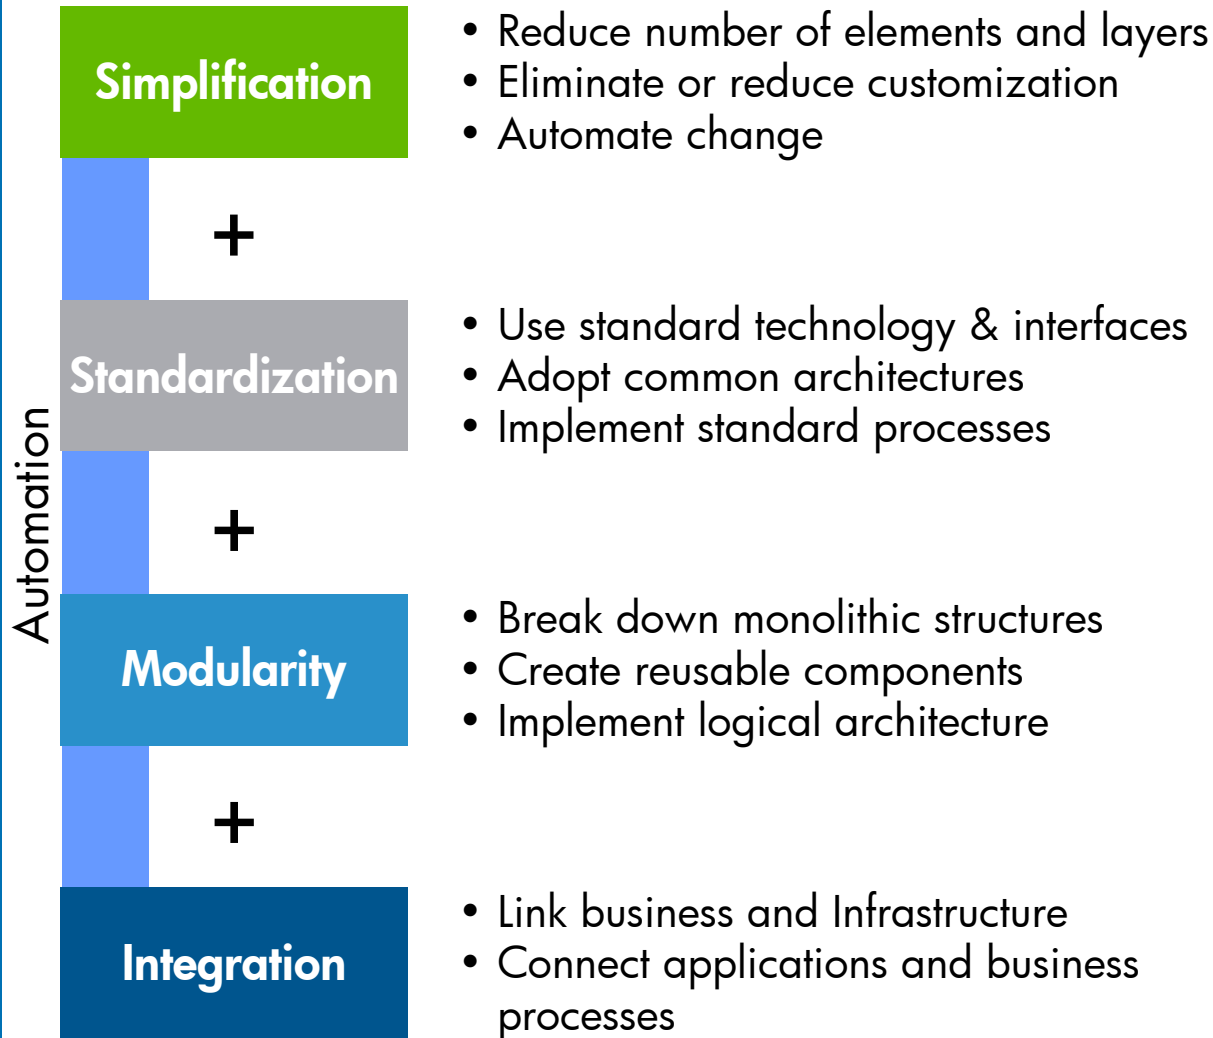 Simplification
• Reduce number of elements and layers
• Eliminate or reduce customization
• Automate change
+
Standardization
• Use standard technology & interfaces
• Adopt common architectures
• Implement standard processes
Automation
+
Modularity
• Break down monolithic structures
• Create reusable components
• Implement logical architecture
+
Integration
• Link business and Infrastructure
• Connect applications and business
processes